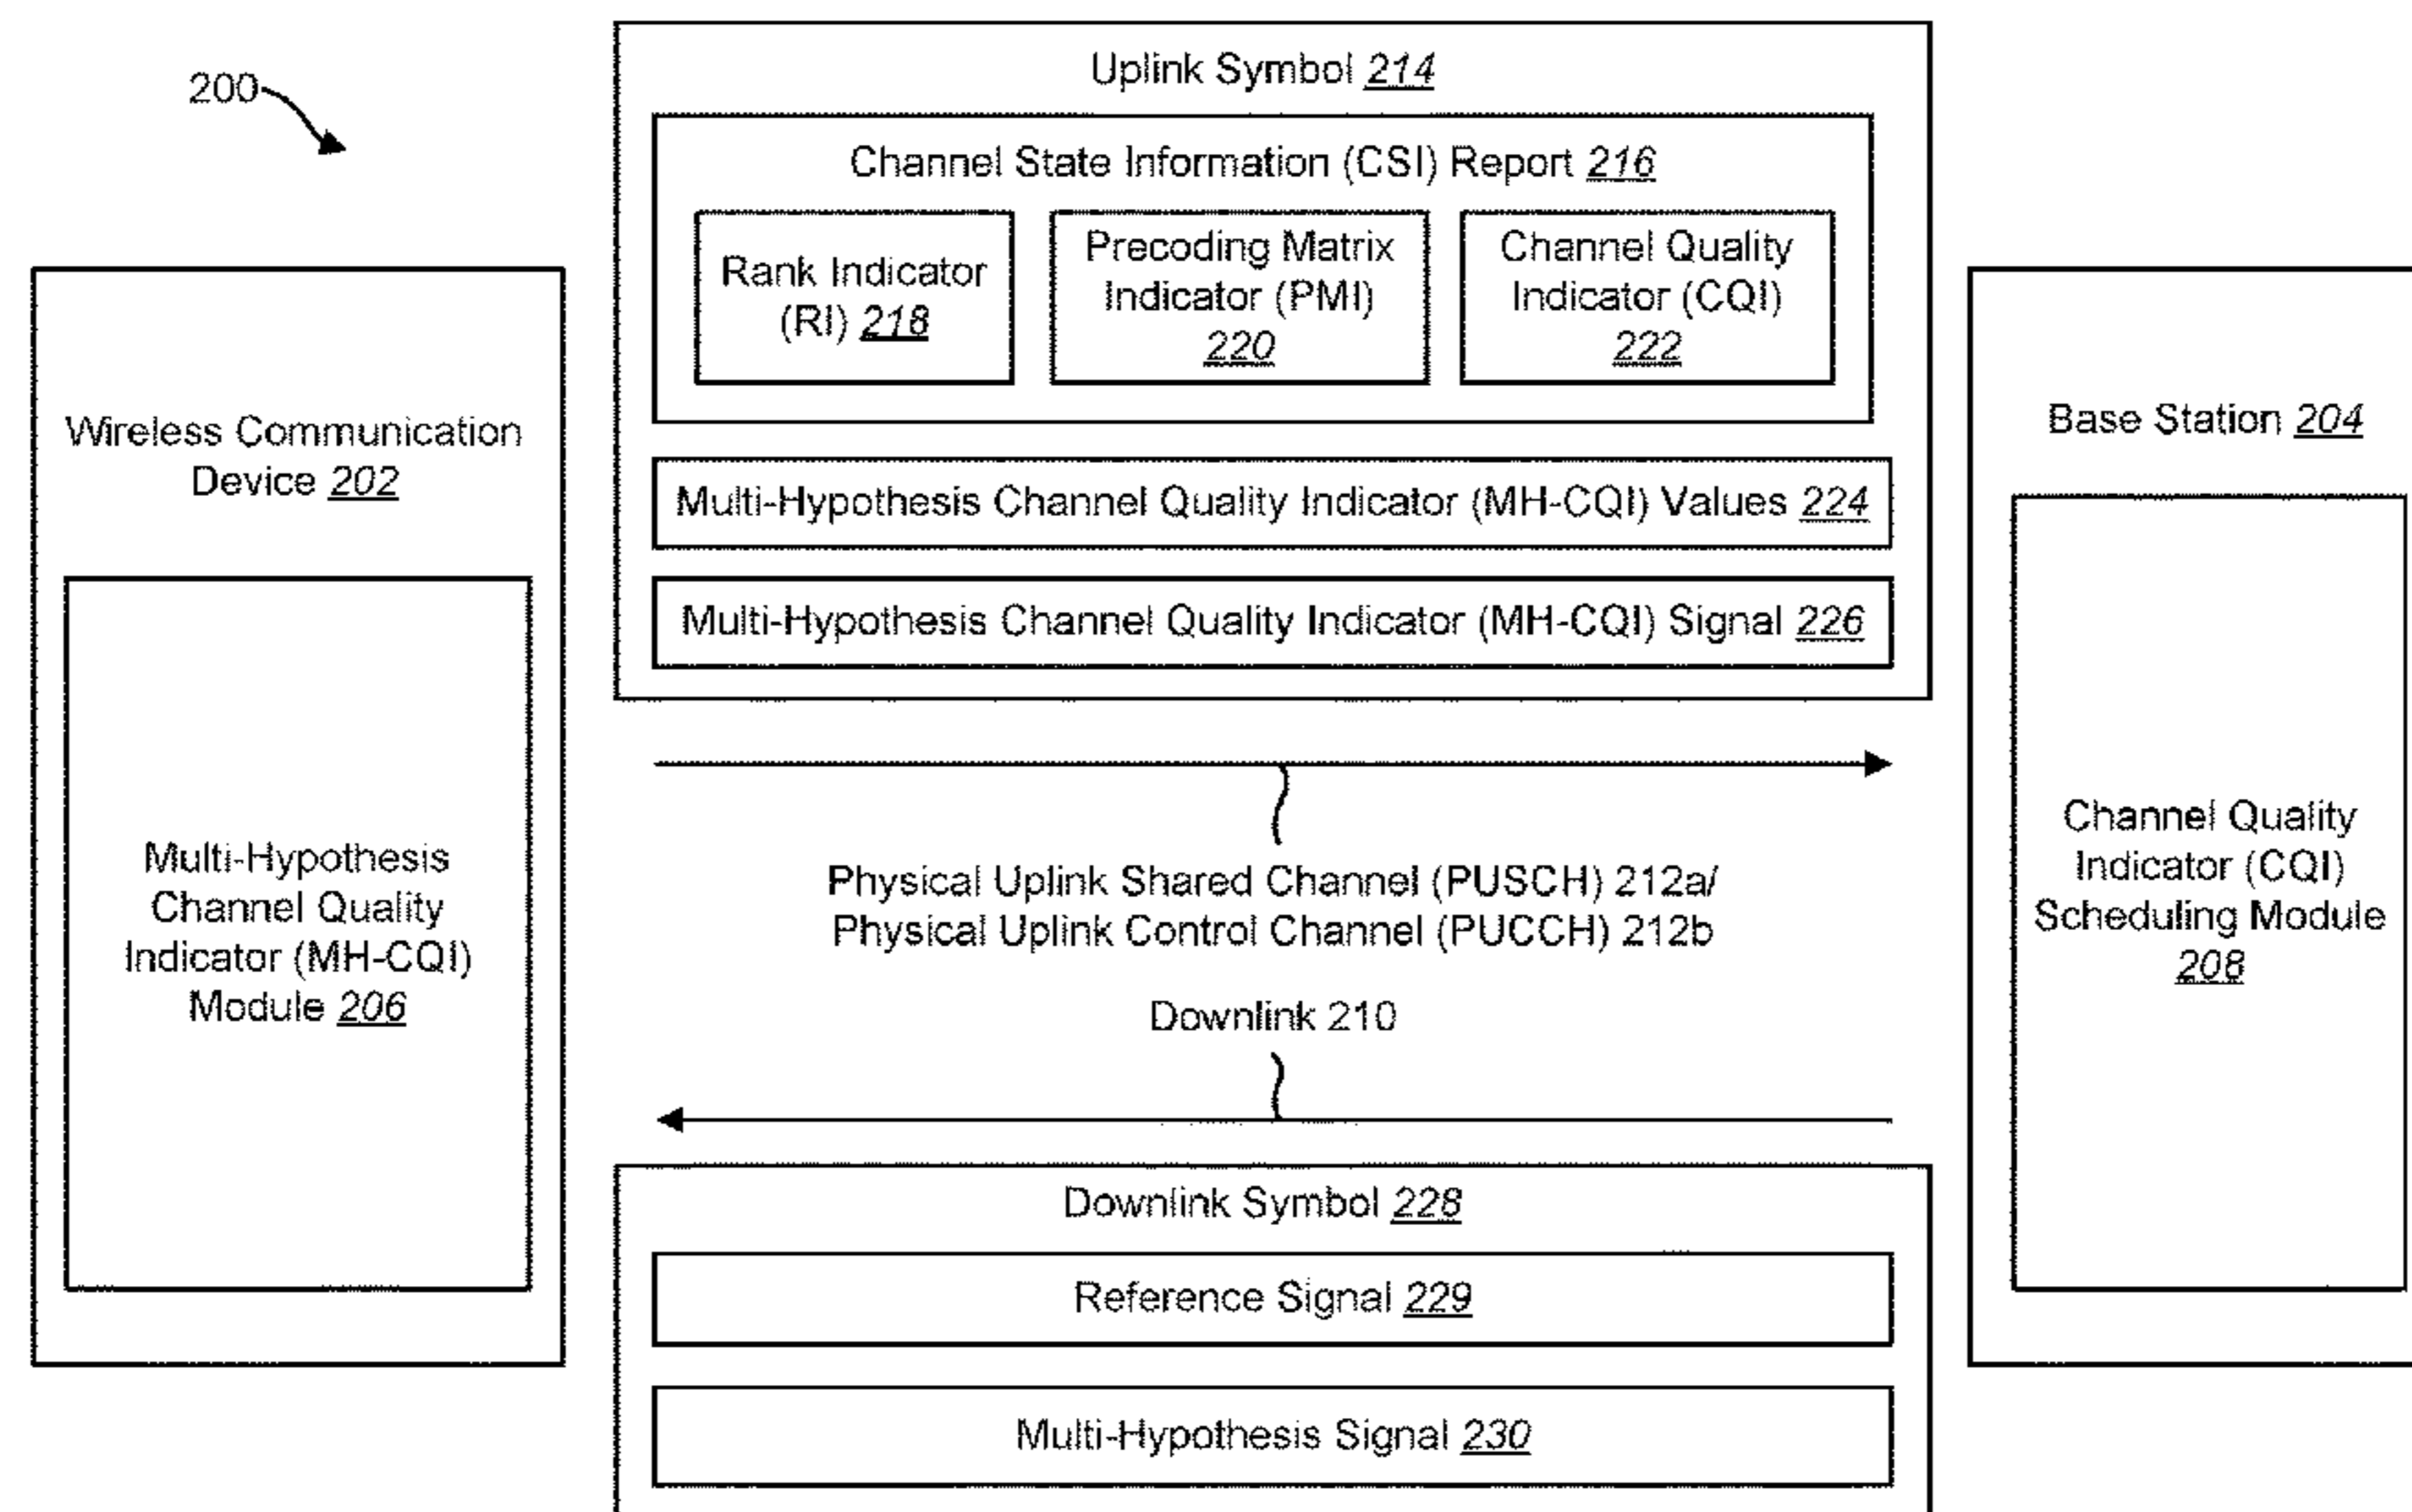 200
Uplink Symbol 214
Channel State Information (CSI) Report 216
Rank Indicator
(RI) 218
Precoding Matrix
Indicator (PMI)
220
Channel Quality
Indicator (CQI)
222
Multi-Hypothesis Channel Quality Indicator (MH-CQI) Values 224
Multi-Hypothesis Channel Quality Indicator (MH-CQI) Signal 226
Wireless Communication
Device 202
Multi-Hypothesis
Channel Quality
Indicator (MH-CQI)
Module 206
Physical Uplink Shared Channel (PUSCH) 212a/
Physical Uplink Control Channel (PUCCH) 212b
Downlink 210
Downlink Symbol 228
Reference Signal 229
Multi-Hypothesis Signal 230
Base Station 204
Channel Quality
Indicator (CQI)
Scheduling Module
208